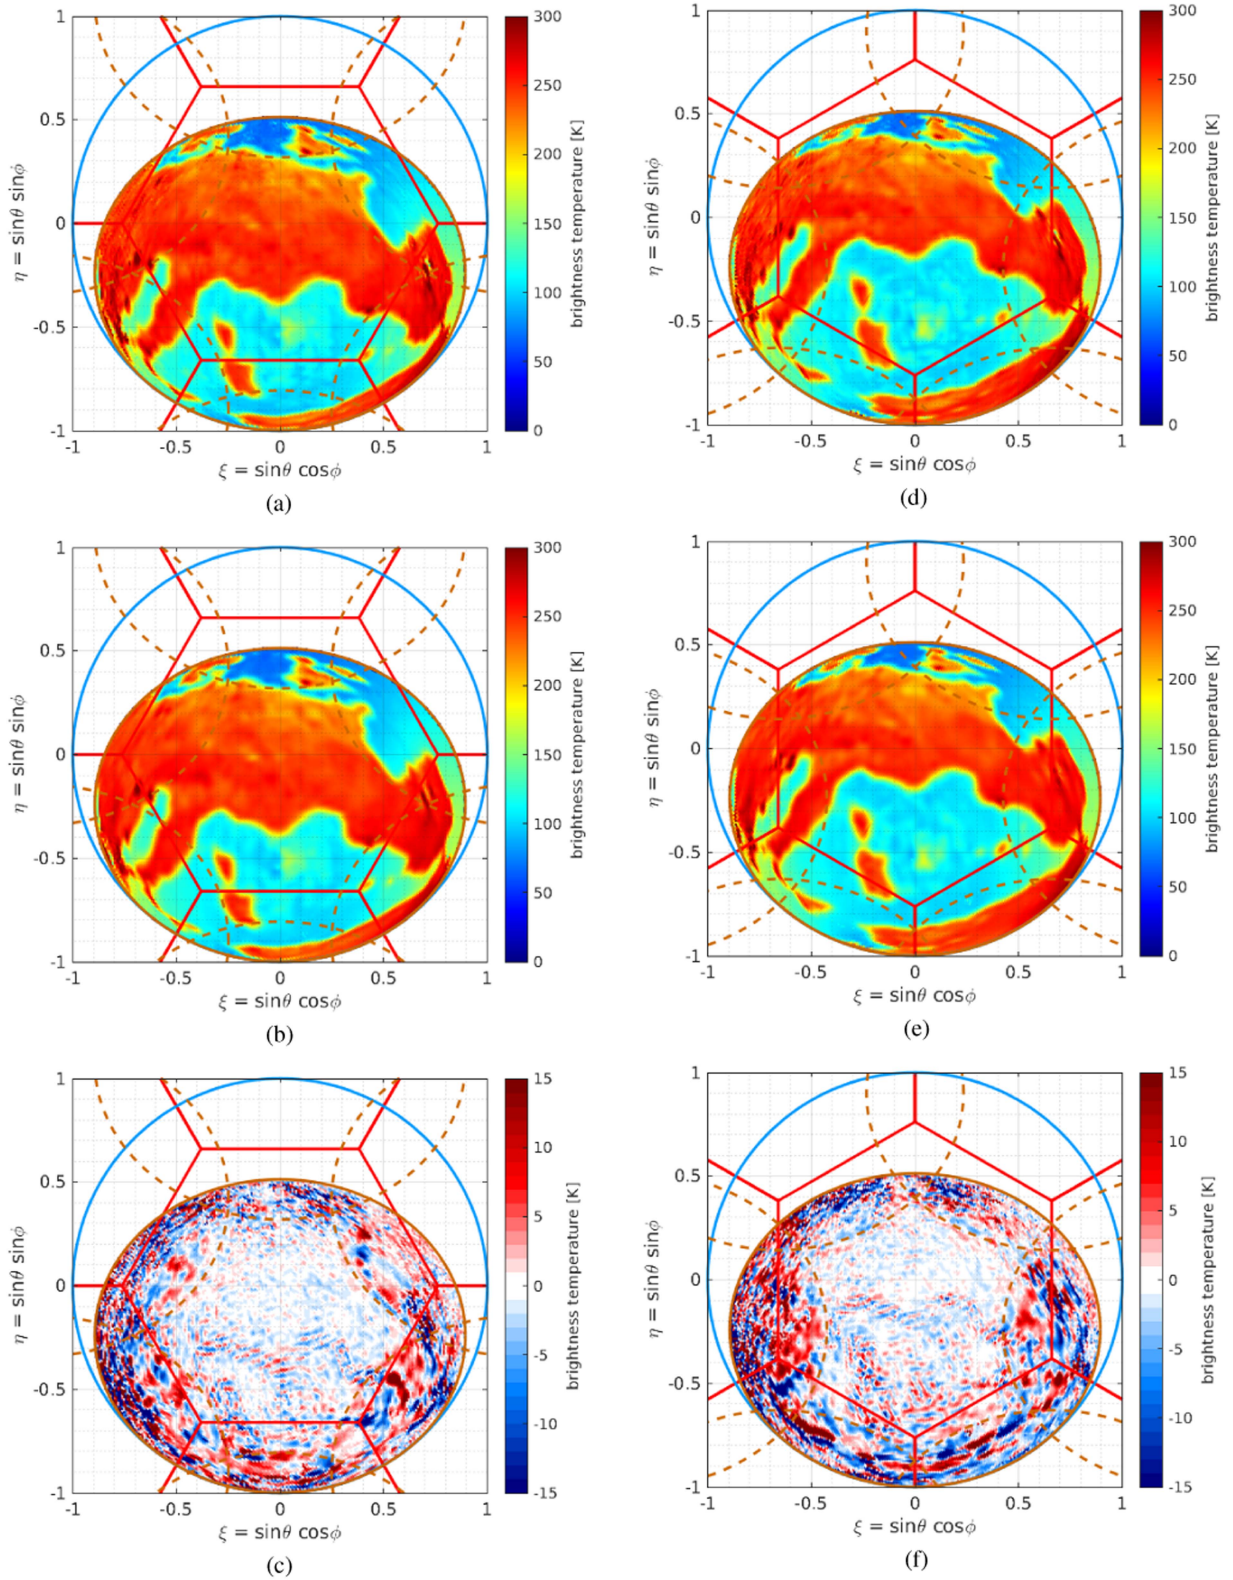 300
250
200
150
100
50
0
brightness temperature [K]
1
0.5
0
-0.5
-1
η = sinθ sinϕ
-1 -0.5 0 0.5 1
ξ = sinθ cosϕ
(a)
300
250
200
150
100
50
0
brightness temperature [K]
1
0.5
0
-0.5
-1
η = sinθ sinϕ
-1 -0.5 0 0.5 1
ξ = sinθ cosϕ
(d)
300
250
200
150
100
50
0
brightness temperature [K]
1
0.5
0
-0.5
-1
η = sinθ sinϕ
-1 -0.5 0 0.5 1
ξ = sinθ cosϕ
(b)
300
250
200
150
100
50
0
brightness temperature [K]
1
0.5
0
-0.5
-1
η = sinθ sinϕ
-1 -0.5 0 0.5 1
ξ = sinθ cosϕ
(e)
15
10
5
0
-5
-10
-15
brightness temperature [K]
1
0.5
0
-0.5
-1
η = sinθ sinϕ
-1 -0.5 0 0.5 1
ξ = sinθ cosϕ
(c)
15
10
5
0
-5
-10
-15
brightness temperature [K]
1
0.5
0
-0.5
-1
η = sinθ sinϕ
-1 -0.5 0 0.5 1
ξ = sinθ cosϕ
(f)